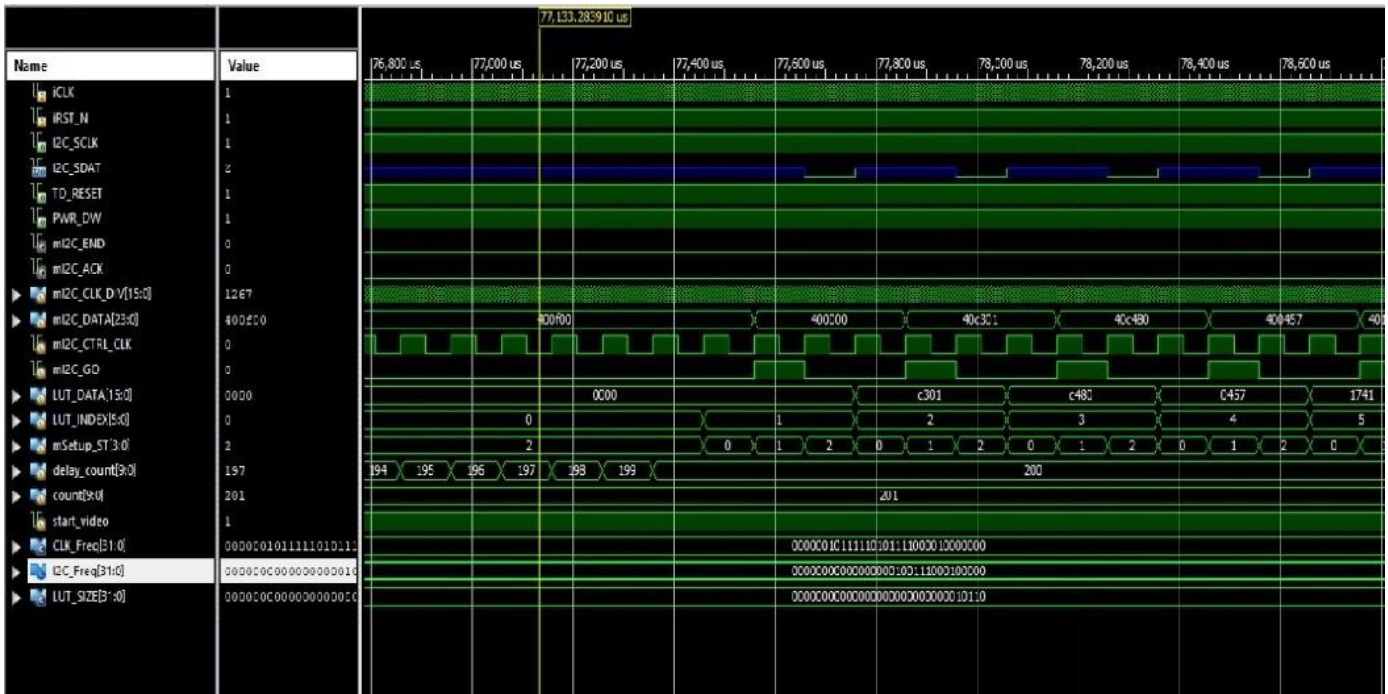 77,133.283910 us
Name Value 76,800 us 77,000 us 77,200 us 77,400 us 77,600 us 77,800 us 78,000 us 78,200 us 78,400 us 78,600 us
iCLK 1
iRST_N 1
I2C_SCLK 1
I2C_SDAT Z
TD_RESET 1
PWR_DW 1
mI2C_END 0
mI2C_ACK 0
mI2C_CLK_DIV[15:0] 1267
mI2C_DATA[23:0] 400f00 400f00 400000 40c301 40c480 400457 401
mI2C_CTRL_CLK 0
mI2C_GO 0
LUT_DATA[15:0] 0000 0000 c301 c480 0457 1741
LUT_INDEX[5:0] 0 0 1 2 3 4 5
mSetup_ST[3:0] 2 2 0 1 2 0 1 2 0 1 2 0 1 2 0
delay_count[9:0] 197 194 195 196 197 198 199 200
count[9:0] 201 201
start_video 1
CLK_Freq[31:0] 00000010111110101111000010000000
I2C_Freq[31:0] 00000000000000000100111000100000
LUT_SIZE[31:0] 00000000000000000000000000010110